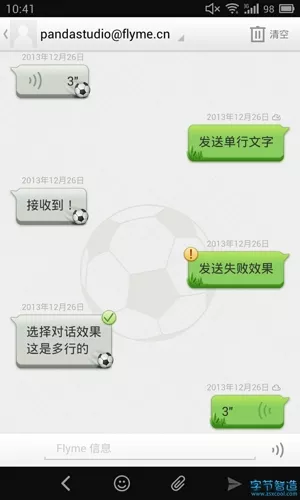 10:41
3G
98
pandastudio@flyme.cn
清空
2013年12月26日
3"
2013年12月26日
发送单行文字
2013年12月26日
接收到！
2013年12月26日
!
发送失败效果
2013年12月26日
选择对话效果
这是多行的
2013年12月26日
3"
Flyme 信息
字节智造